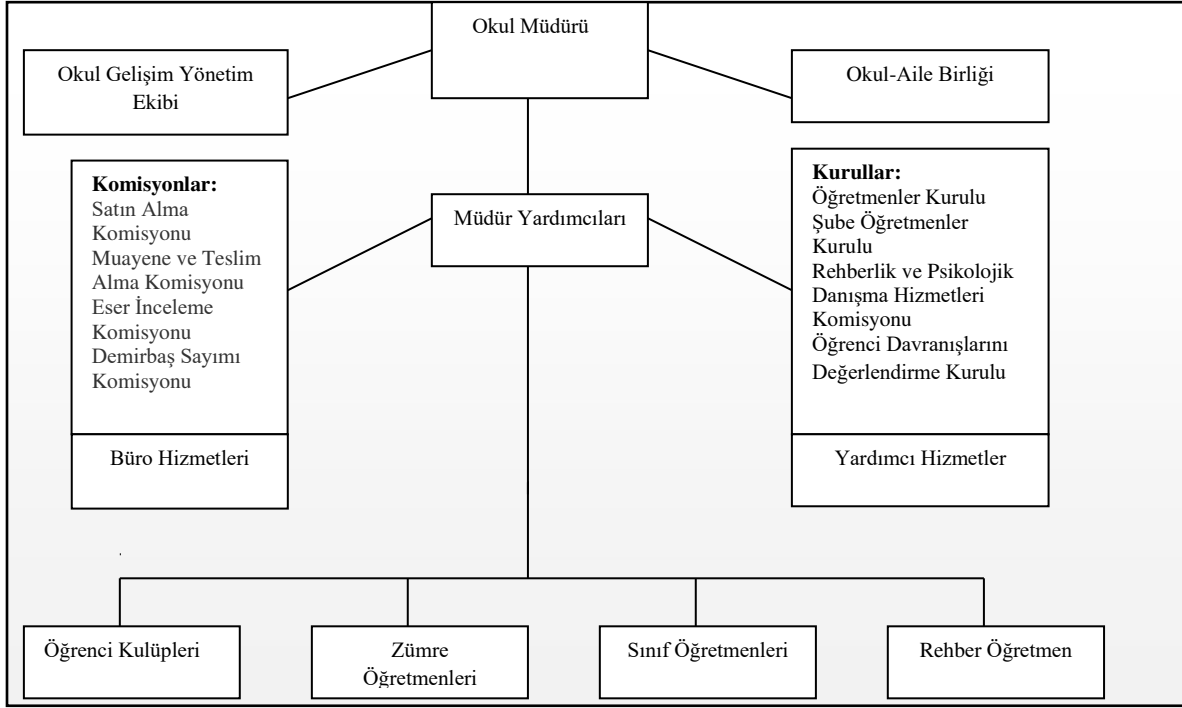 Okul Müdürü
Okul Gelişim Yönetim
Ekibi
Okul-Aile Birliği
Komisyonlar:
Satın Alma
Komisyonu
Muayene ve Teslim
Alma Komisyonu
Eser İnceleme
Komisyonu
Demirbaş Sayımı
Komisyonu
Müdür Yardımcıları
Kurullar:
Öğretmenler Kurulu
Şube Öğretmenler
Kurulu
Rehberlik ve Psikolojik
Danışma Hizmetleri
Komisyonu
Öğrenci Davranışlarını
Değerlendirme Kurulu
Büro Hizmetleri
Yardımcı Hizmetler
Öğrenci Kulüpleri
Zümre
Öğretmenleri
Sınıf Öğretmenleri
Rehber Öğretmen